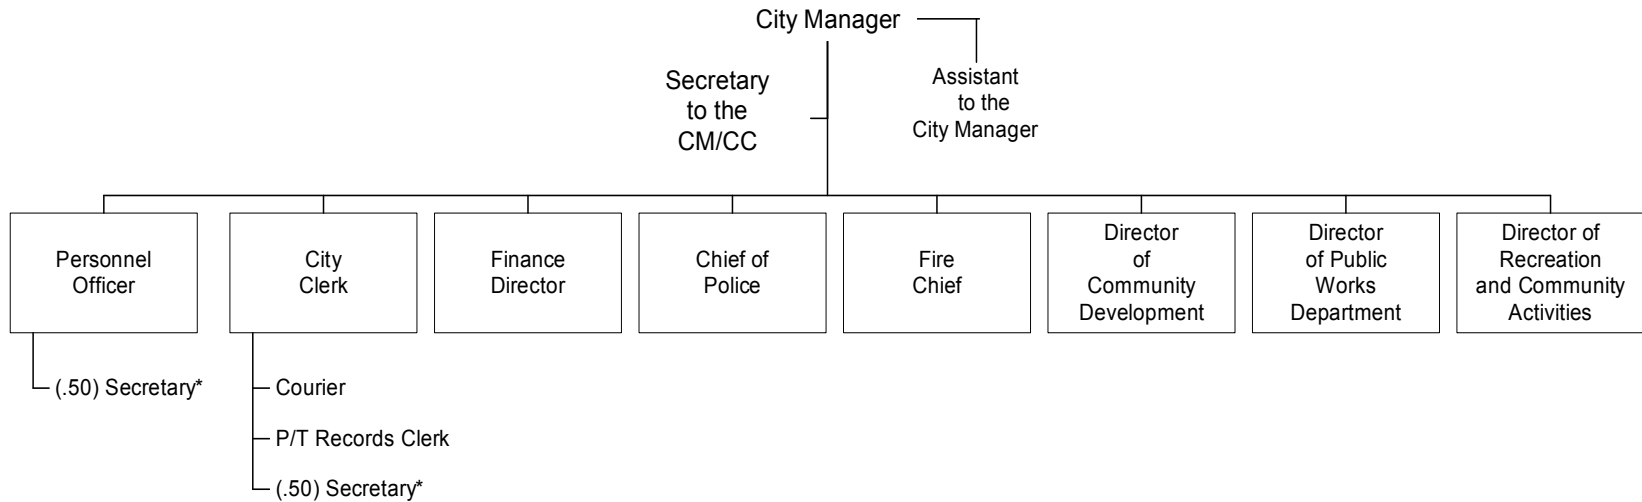 City Manager
Assistant
to the
City Manager
Secretary
to the
CM/CC
Personnel
Officer
City
Clerk
Finance
Director
Chief of
Police
Fire
Chief
Director
of
Community
Development
Director
of Public
Works
Department
Director of
Recreation
and Community
Activities
(.50) Secretary*
Courier
P/T Records Clerk
(.50) Secretary*